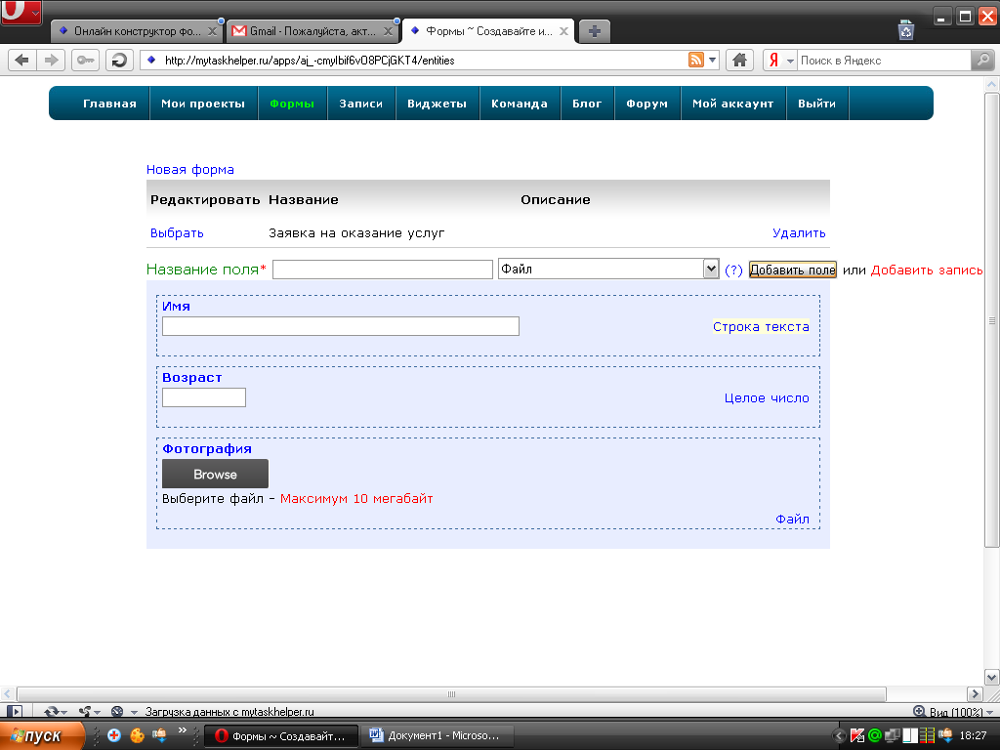 Онлайн конструктор фо...
Gmail - Пожалуйста, акт...
Формы ~ Создавайте и...
http://mytaskhelper.ru/apps/aj_-cmylbif6vO8PCjGKT4/entities
Я
Поиск в Яндекс
Главная
Мои проекты
Формы
Записи
Виджеты
Команда
Блог
Форум
Мой аккаунт
Выйти
Новая форма
Редактировать Название Описание
Выбрать Заявка на оказание услуг Удалить
Название поля* Файл (?) Добавить поле или Добавить запись
Имя
Строка текста
Возраст
Целое число
Фотография
Browse
Выберите файл - Максимум 10 мегабайт
Файл
Загрузка данных с mytaskhelper.ru
Вид (100%)
пуск
Формы ~ Создавайт...
Документ1 - Microso...
18:27